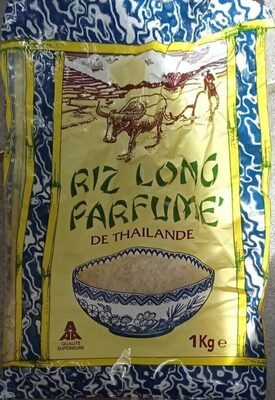 RIZ LONG
PARFUMÉ
DE THAILANDE
QUALITÉ
SUPÉRIEURE
1Kg e